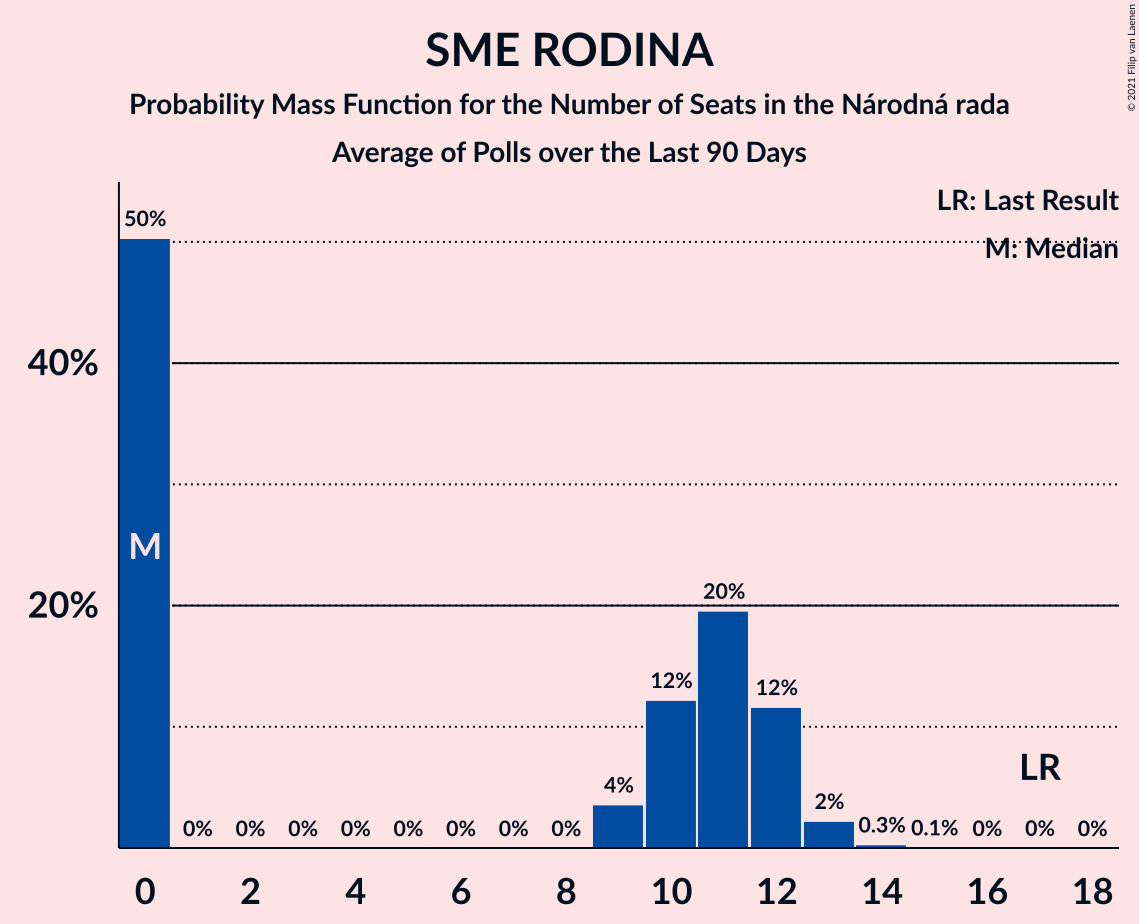 SME RODINA
Probability Mass Function for the Number of Seats in the Národná rada
Average of Polls over the Last 90 Days
© 2021 Filip van Laenen
LR: Last Result
M: Median
50%
40%
M
20%
20%
12%
12%
LR
4%
2%
0% 0% 0% 0% 0% 0% 0% 0% 0.3% 0.1% 0% 0% 0%
0 2 4 6 8 10 12 14 16 18